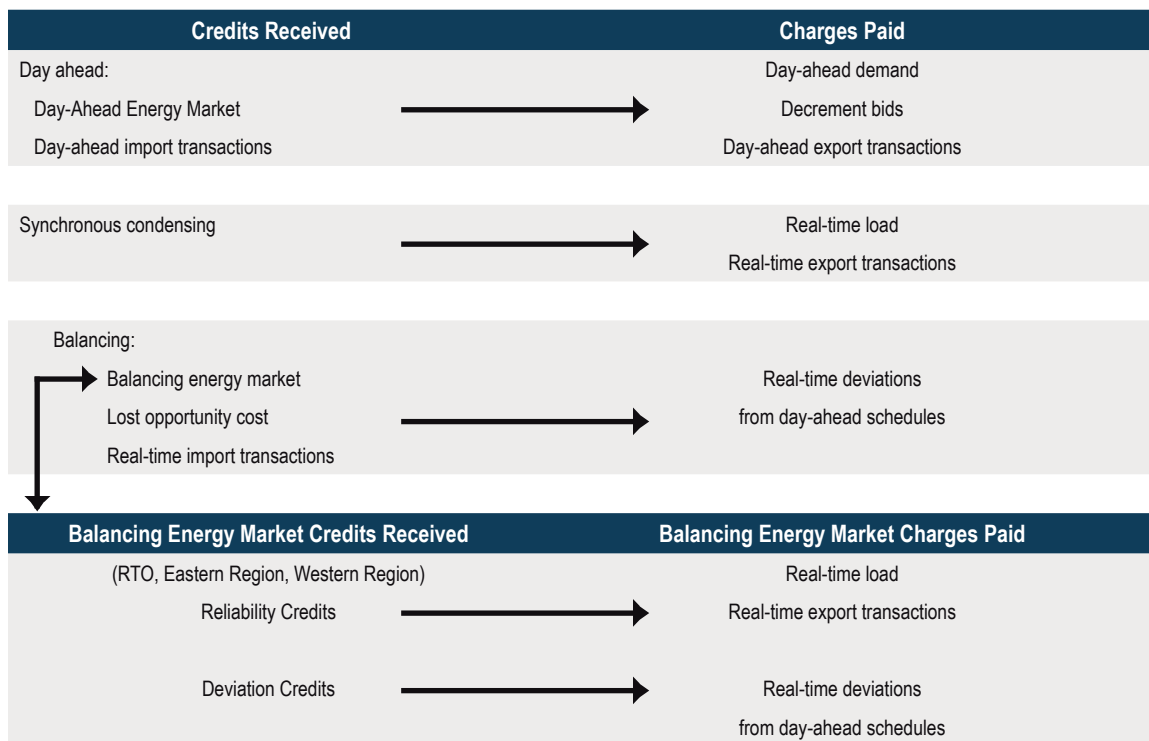 Credits Received Charges Paid
Day ahead: Day-ahead demand
Day-Ahead Energy Market Decrement bids
Day-ahead import transactions Day-ahead export transactions
Synchronous condensing Real-time load
Real-time export transactions
Balancing:
Balancing energy market Real-time deviations
Lost opportunity cost from day-ahead schedules
Real-time import transactions
Balancing Energy Market Credits Received Balancing Energy Market Charges Paid
(RTO, Eastern Region, Western Region) Real-time load
Reliability Credits Real-time export transactions
Deviation Credits Real-time deviations
from day-ahead schedules